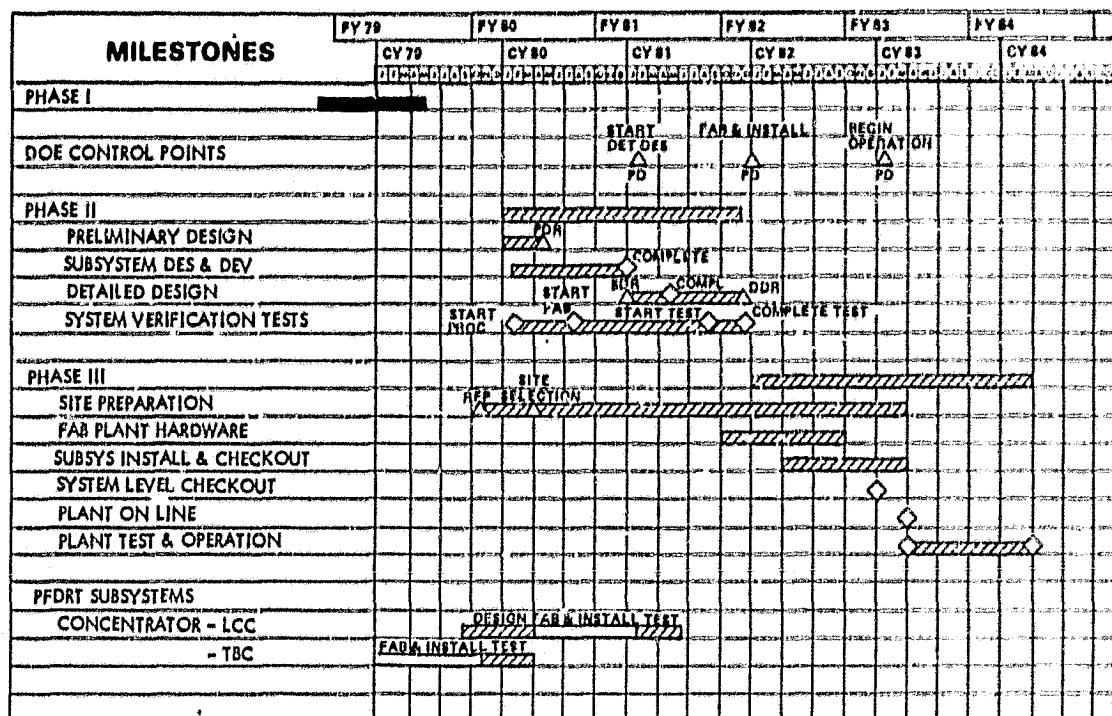 FY 79 FY 80 FY 81 FY 82 FY 83 FY 84
MILESTONES
CY 79 CY 80 CY 81 CY 82 CY 83 CY 84
PHASE I
START DET DES
FAB & INSTALL
BEGIN OPERATION
DOE CONTROL POINTS
PD PD PD
PHASE II
PRELIMINARY DESIGN PDR
SUBSYSTEM DES & DEV COMPLETE
DETAILED DESIGN COMPL DDR
SYSTEM VERIFICATION TESTS START START FAB START TEST COMPLETE TEST
PHASE III
SITE PREPARATION RFP SITE SELECTION
FAB PLANT HARDWARE
SUBSYS INSTALL & CHECKOUT
SYSTEM LEVEL CHECKOUT
PLANT ON LINE
PLANT TEST & OPERATION
PFDRT SUBSYSTEMS
CONCENTRATOR - LCC DESIGN FAB & INSTALL TEST
- TBC FAB & INSTALL TEST